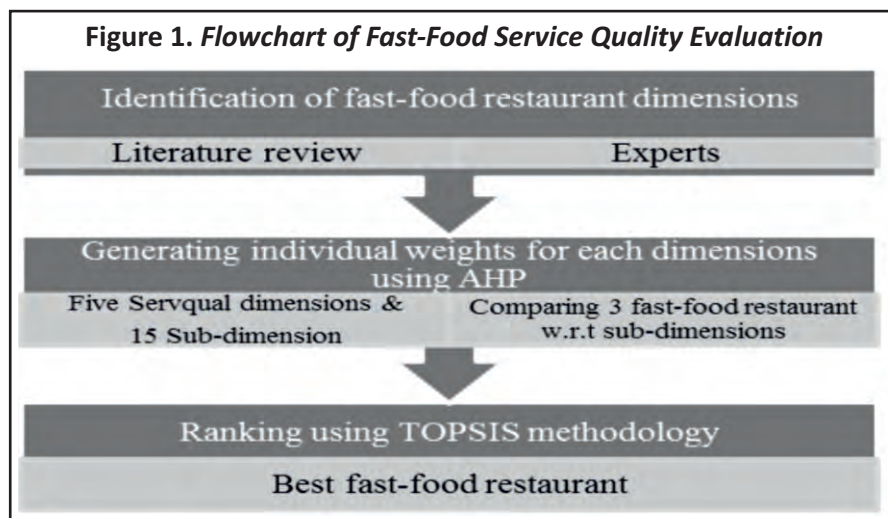 Figure 1. Flowchart of Fast-Food Service Quality Evaluation
Identification of fast-food restaurant dimensions
Literature review
Experts
Generating individual weights for each dimensions
using AHP
Five Servqual dimensions &
15 Sub-dimension
Comparing 3 fast-food restaurant
w.r.t sub-dimensions
Ranking using TOPSIS methodology
Best fast-food restaurant